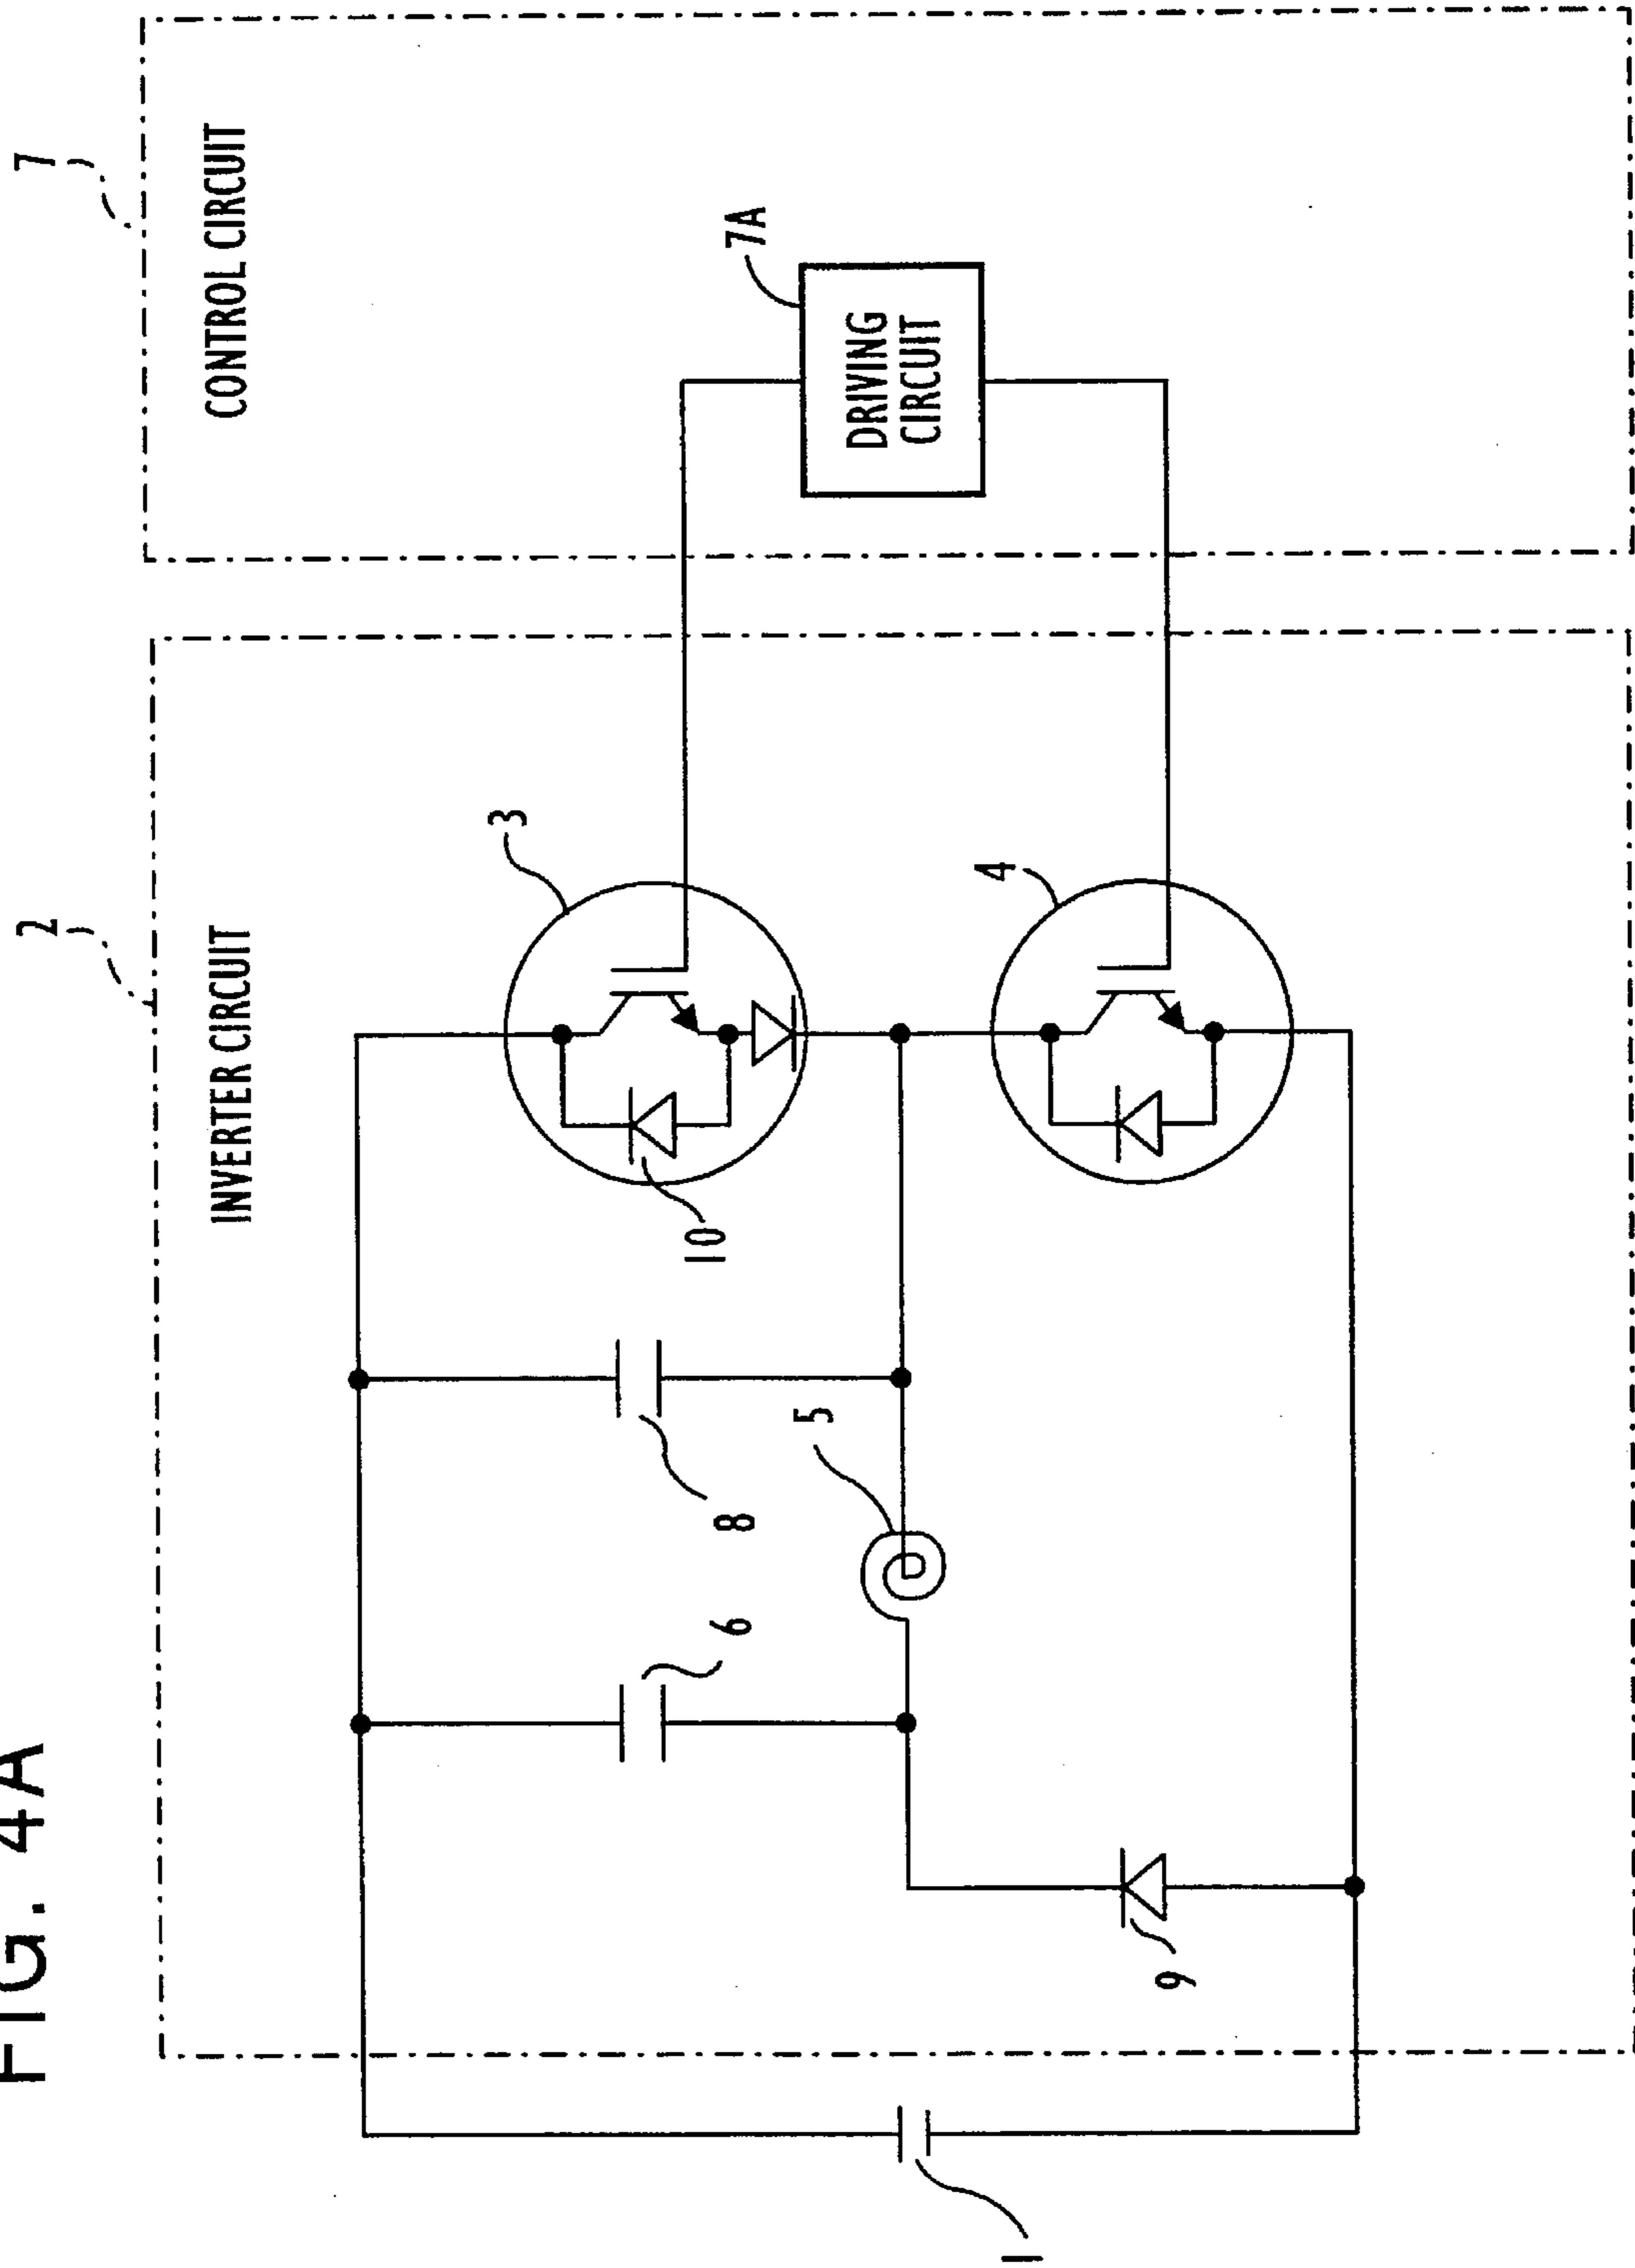 FIG. 4A
2
7
INVERTER CIRCUIT
CONTROL CIRCUIT
3
10
7A
DRIVING
CIRCUIT
8
6
5
4
9
1